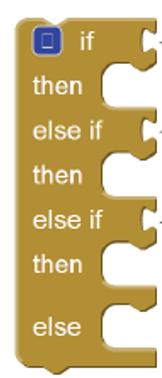 if
then
else if
then
else if
then
else